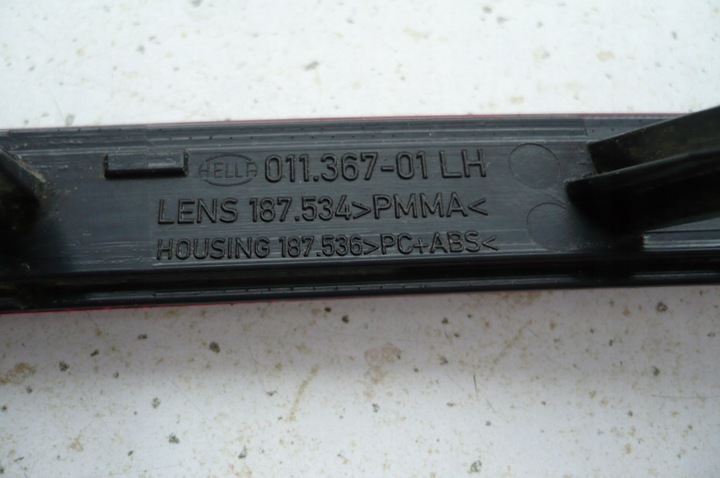 HELLA 011.367-01 LH
LENS 187.534>PMMA<
HOUSING 187.536>PC+ABS<